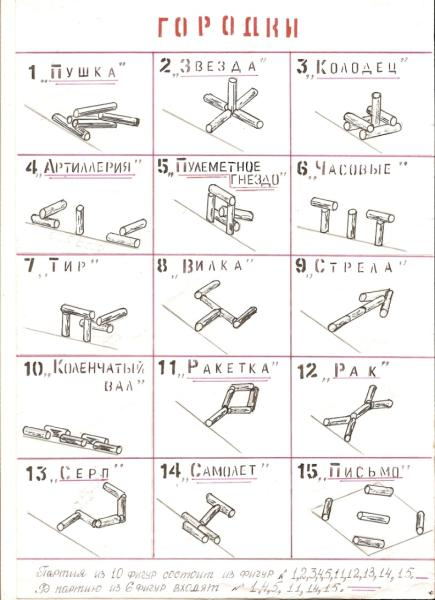 ГОРОДКИ
1 „ПУШКА"
2 „ЗВЕЗДА"
3 „КОЛОДЕЦ"
4 „АРТИЛЛЕРИЯ"
5 „ПУЛЕМЕТНОЕ
ГНЕЗДО"
6 „ЧАСОВЫЕ"
7 „ТИР"
8 „ВИЛКА"
9 „СТРЕЛА"
10 „КОЛЕНЧАТЫЙ
ВАЛ"
11 „РАКЕТКА"
12 „РАК"
13 „СЕРП"
14 „САМОЛЕТ"
15 „ПИСЬМО"
Партия из 10 фигур состоит из фигур № 1,2,3,4,5,11,12,13,14,15.
В партию из 6 фигур входят № 1,4,5, 11,14,15.